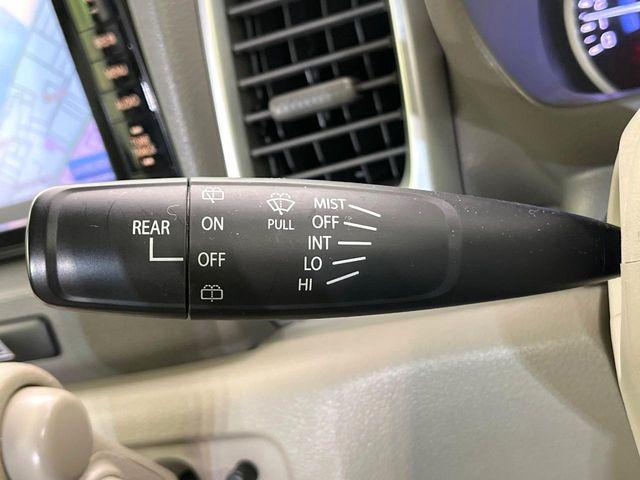 REAR
ON
OFF
PULL
MIST
OFF
INT
LO
HI